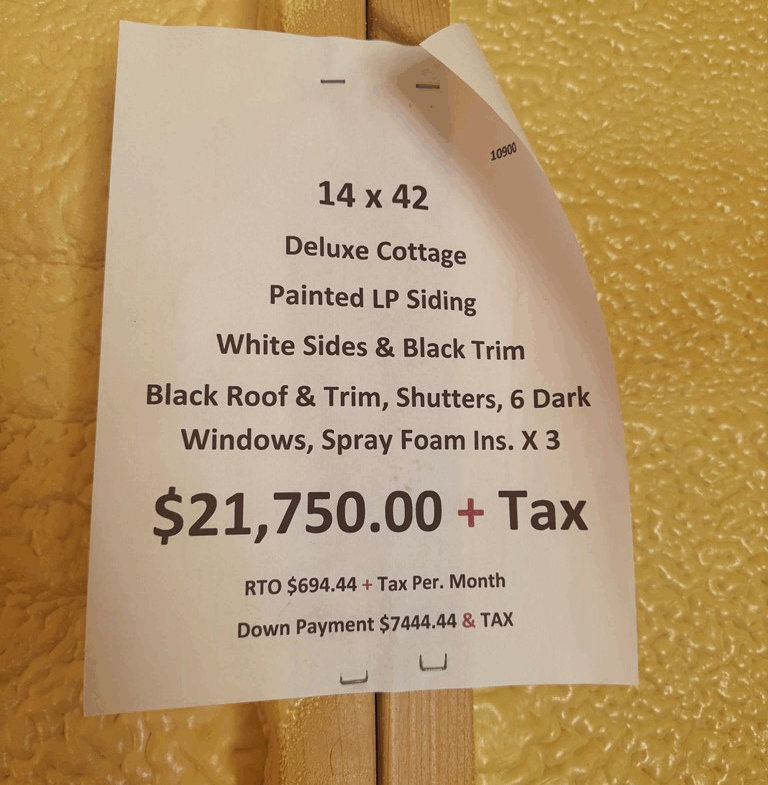 10900
14 x 42
Deluxe Cottage
Painted LP Siding
White Sides & Black Trim
Black Roof & Trim, Shutters, 6 Dark
Windows, Spray Foam Ins. X 3
$21,750.00 + Tax
RTO $694.44 + Tax Per. Month
Down Payment $7444.44 & TAX